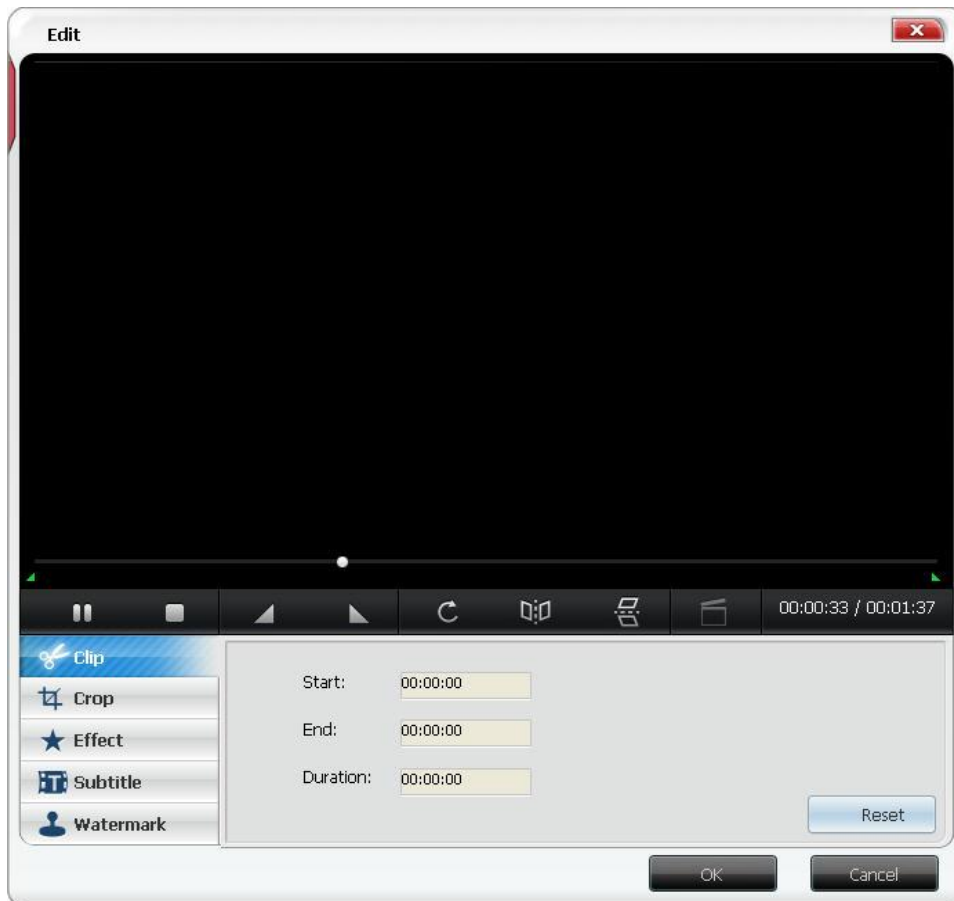 Edit
00:00:33 / 00:01:37
Clip
Crop
Effect
Subtitle
Watermark
Start: 00:00:00
End: 00:00:00
Duration: 00:00:00
Reset
OK
Cancel